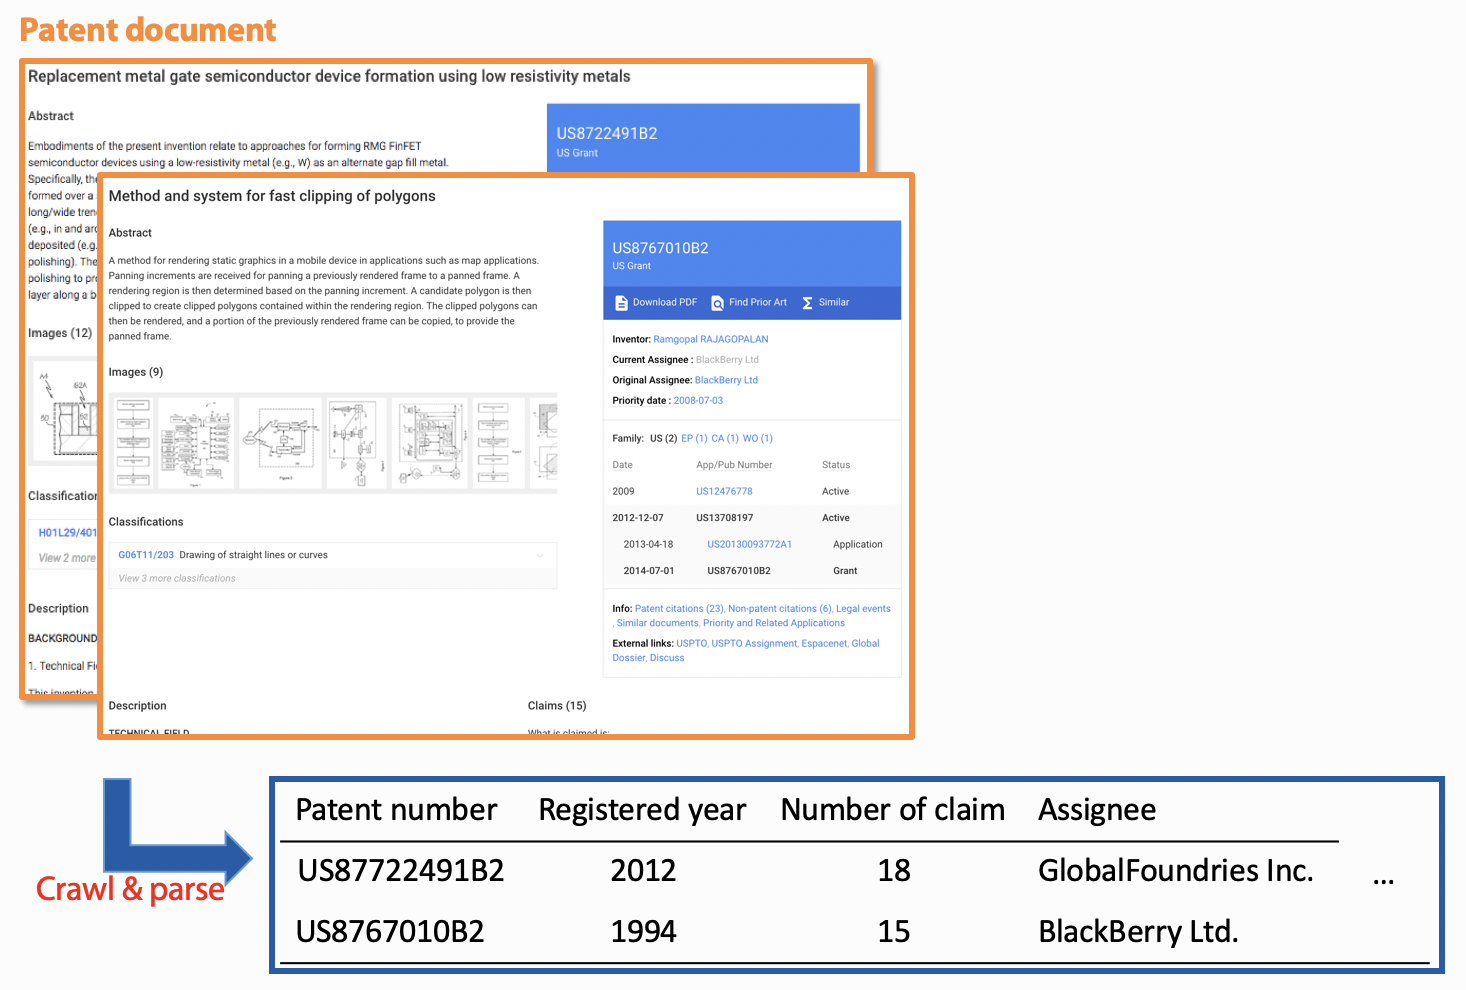 Patent document
Replacement metal gate semiconductor device formation using low resistivity metals
Abstract
Embodiments of the present invention relate to approaches for forming RMG FinFET
semiconductor devices using a low-resistivity metal (e.g., W) as an alternate gap fill metal.
Specifically, the
formed over a
long/wide tren
(e.g., in and arc
deposited (e.g.
polishing). The
polishing to pre
layer along a b
Images (12)
A4
62A
52
50
Classification
H01L29/401
View 2 more
Description
BACKGROUND
1. Technical Fi
This invention
US8722491B2
US Grant
Method and system for fast clipping of polygons
Abstract
A method for rendering static graphics in a mobile device in applications such as map applications.
Panning increments are received for panning a previously rendered frame to a panned frame. A
rendering region is then determined based on the panning increment. A candidate polygon is then
clipped to create clipped polygons contained within the rendering region. The clipped polygons can
then be rendered, and a portion of the previously rendered frame can be copied, to provide the
panned frame.
Images (9)
Classifications
G06T11/203 Drawing of straight lines or curves
View 3 more classifications
Description
TECHNICAL FIELD
US8767010B2
US Grant
Download PDF Find Prior Art Similar
Inventor: Ramgopal RAJAGOPALAN
Current Assignee : BlackBerry Ltd
Original Assignee: BlackBerry Ltd
Priority date : 2008-07-03
Family: US (2) EP (1) CA (1) WO (1)
Date App/Pub Number Status
2009 US12476778 Active
2012-12-07 US13708197 Active
2013-04-18 US20130093772A1 Application
2014-07-01 US8767010B2 Grant
Info: Patent citations (23), Non-patent citations (6), Legal events
, Similar documents, Priority and Related Applications
External links: USPTO, USPTO Assignment, Espacenet, Global
Dossier, Discuss
Claims (15)
What is claimed is:
Crawl & parse
Patent number Registered year Number of claim Assignee
US87722491B2 2012 18 GlobalFoundries Inc. ...
US8767010B2 1994 15 BlackBerry Ltd.